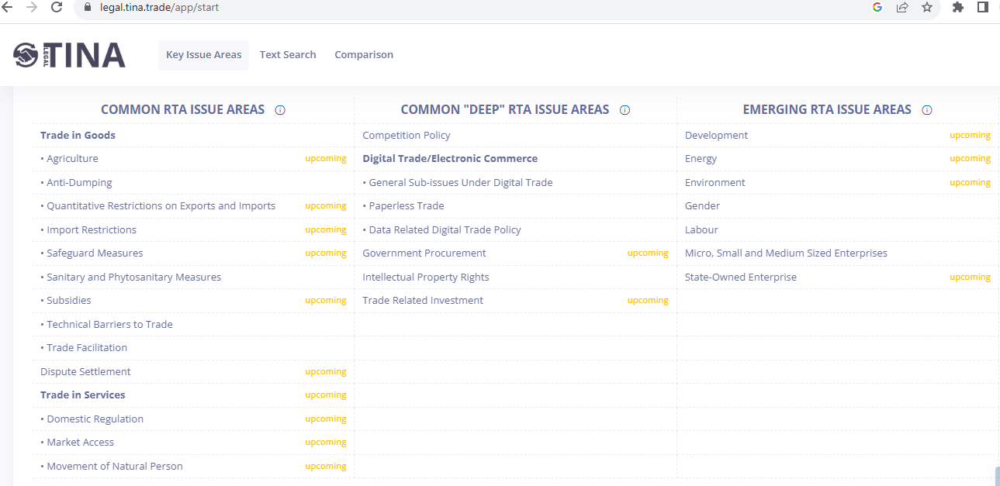 legal.tina.trade/app/start
LEGAL TINA
Key Issue Areas Text Search Comparison
COMMON RTA ISSUE AREAS
Trade in Goods
• Agriculture upcoming
• Anti-Dumping
• Quantitative Restrictions on Exports and Imports upcoming
• Import Restrictions upcoming
• Safeguard Measures upcoming
• Sanitary and Phytosanitary Measures
• Subsidies upcoming
• Technical Barriers to Trade
• Trade Facilitation
Dispute Settlement upcoming
Trade in Services upcoming
• Domestic Regulation upcoming
• Market Access upcoming
• Movement of Natural Person upcoming
COMMON "DEEP" RTA ISSUE AREAS
Competition Policy
Digital Trade/Electronic Commerce
• General Sub-issues Under Digital Trade
• Paperless Trade
• Data Related Digital Trade Policy
Government Procurement upcoming
Intellectual Property Rights
Trade Related Investment upcoming
EMERGING RTA ISSUE AREAS
Development upcoming
Energy upcoming
Environment upcoming
Gender
Labour
Micro, Small and Medium Sized Enterprises
State-Owned Enterprise upcoming